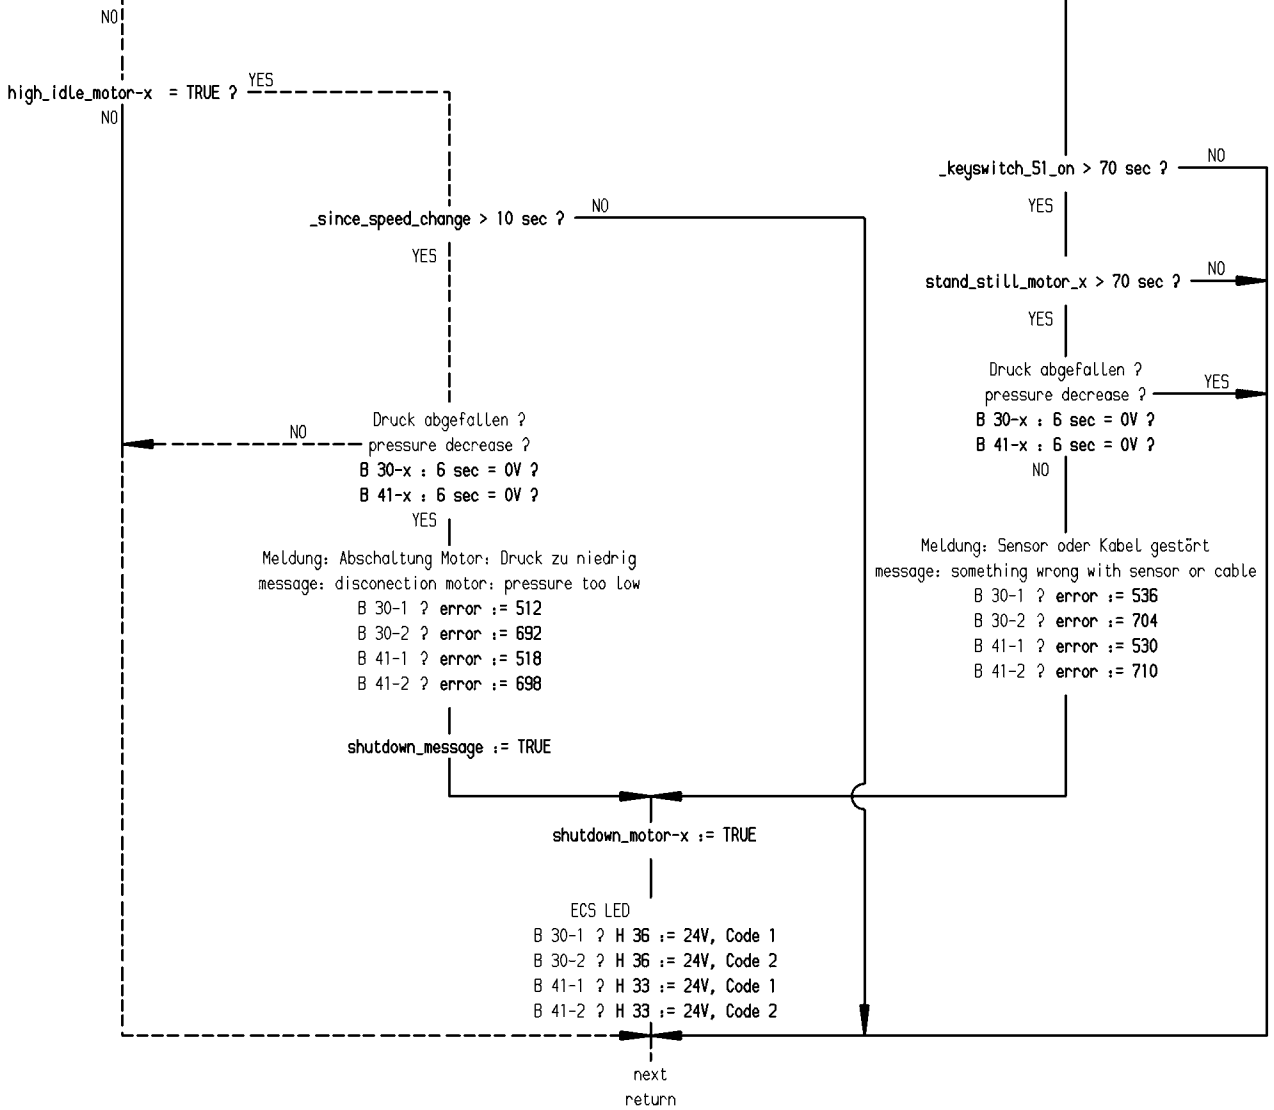 NO
high_idle_motor-x = TRUE ?
YES
NO
_since_speed_change > 10 sec ?
NO
YES
Druck abgefallen ?
pressure decrease ?
B 30-x : 6 sec = 0V ?
B 41-x : 6 sec = 0V ?
NO
YES
Meldung: Abschaltung Motor: Druck zu niedrig
message: disconection motor: pressure too low
B 30-1 ? error := 512
B 30-2 ? error := 692
B 41-1 ? error := 518
B 41-2 ? error := 698
shutdown_message := TRUE
_keyswitch_S1_on > 70 sec ?
NO
YES
stand_still_motor_x > 70 sec ?
NO
YES
Druck abgefallen ?
pressure decrease ?
YES
B 30-x : 6 sec = 0V ?
B 41-x : 6 sec = 0V ?
NO
Meldung: Sensor oder Kabel gestört
message: something wrong with sensor or cable
B 30-1 ? error := 536
B 30-2 ? error := 704
B 41-1 ? error := 530
B 41-2 ? error := 710
shutdown_motor-x := TRUE
ECS LED
B 30-1 ? H 36 := 24V, Code 1
B 30-2 ? H 36 := 24V, Code 2
B 41-1 ? H 33 := 24V, Code 1
B 41-2 ? H 33 := 24V, Code 2
next
return